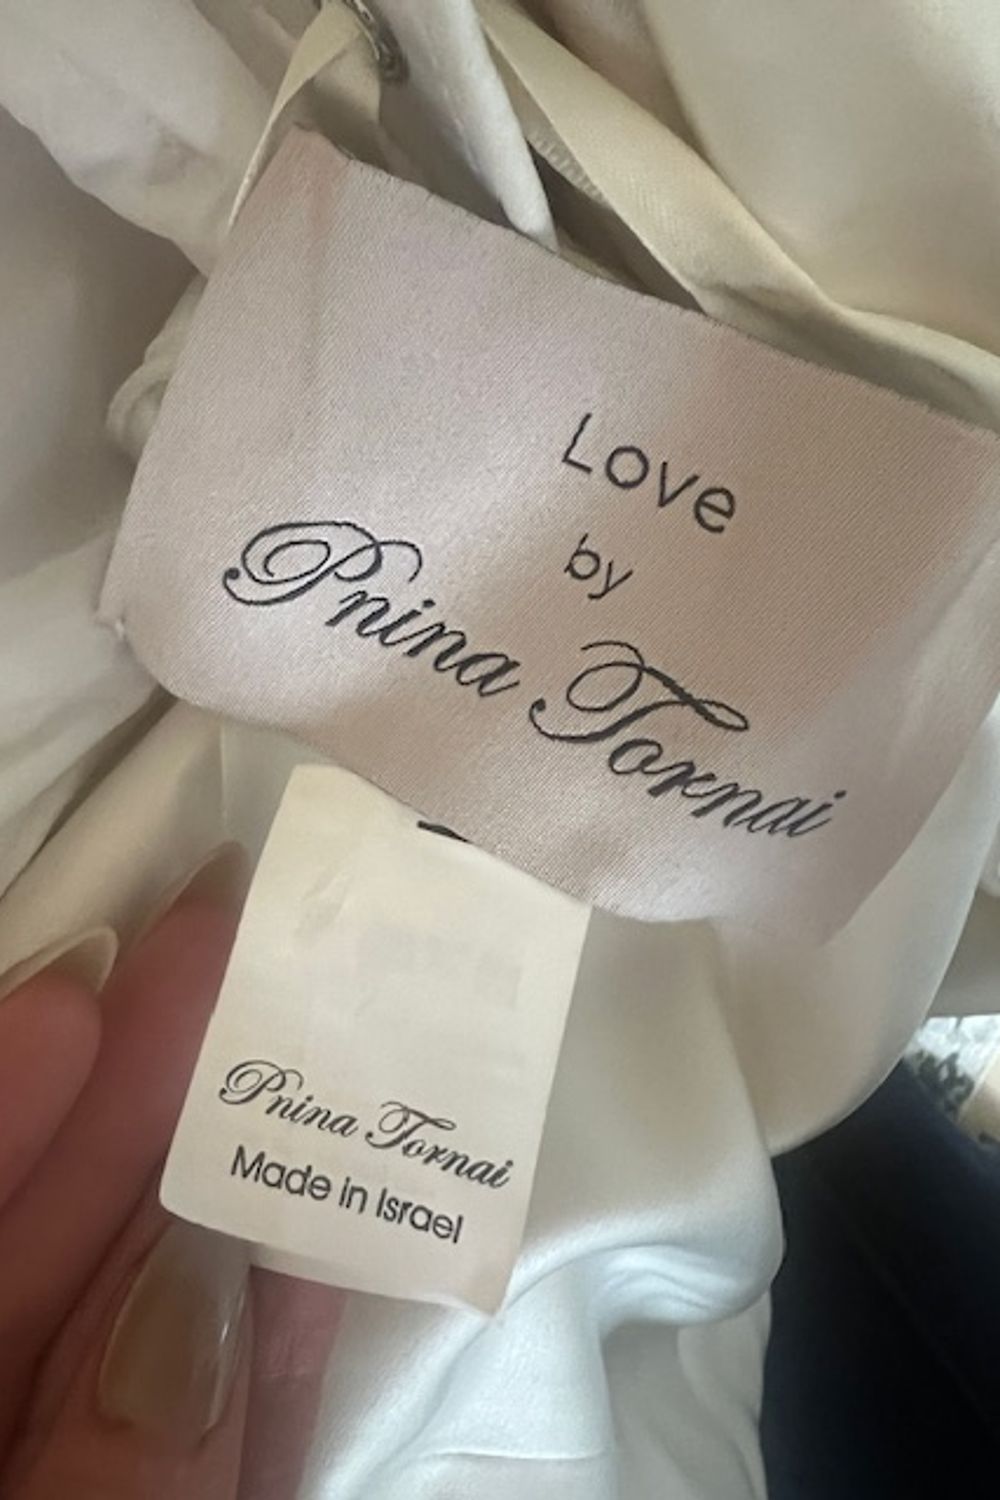 Love
by
Pnina Tornai
Pnina Tornai
Made in Israel